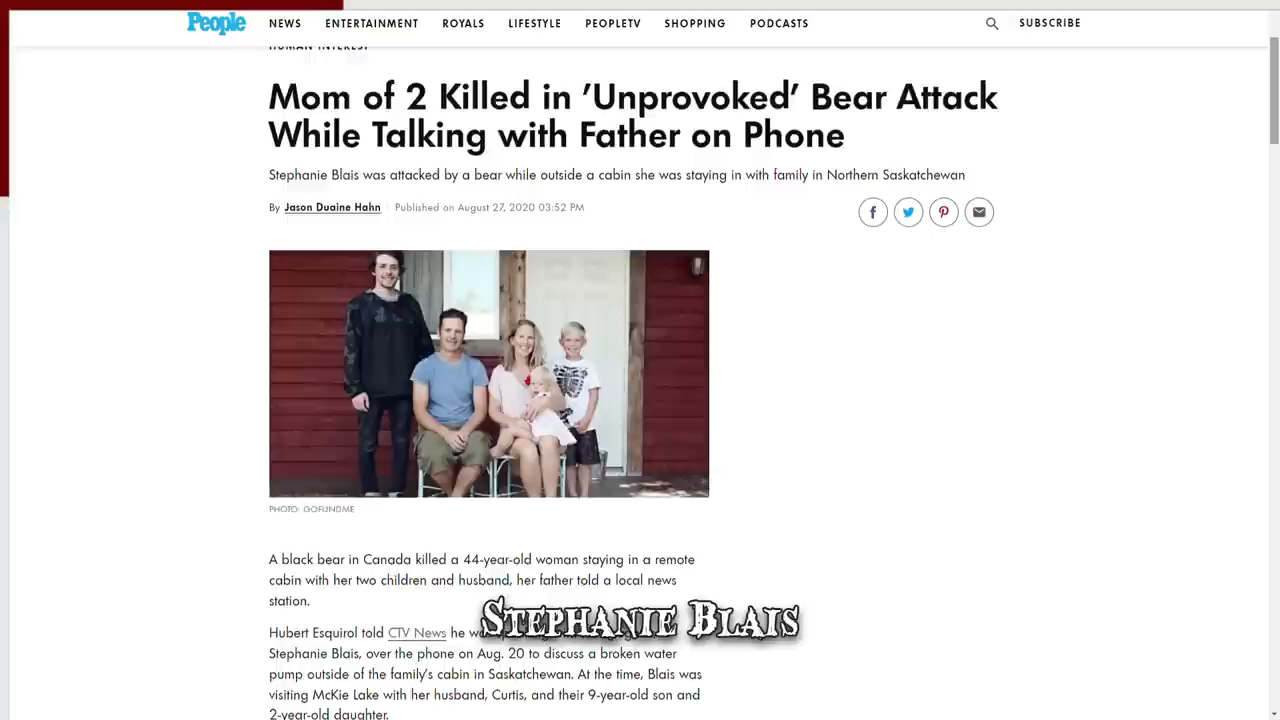 People NEWS ENTERTAINMENT ROYALS LIFESTYLE PEOPLETV SHOPPING PODCASTS SUBSCRIBE
HUMAN INTEREST
Mom of 2 Killed in 'Unprovoked' Bear Attack
While Talking with Father on Phone
Stephanie Blais was attacked by a bear while outside a cabin she was staying in with family in Northern Saskatchewan
By Jason Duaine Hahn Published on August 27, 2020 03:52 PM
PHOTO: GOFUNDME
A black bear in Canada killed a 44-year-old woman staying in a remote
cabin with her two children and husband, her father told a local news
station.
Stephanie Blais
Hubert Esquirol told CTV News he
Stephanie Blais, over the phone on Aug. 20 to discuss a broken water
pump outside of the family's cabin in Saskatchewan. At the time, Blais was
visiting McKie Lake with her husband, Curtis, and their 9-year-old son and
2-year-old daughter.